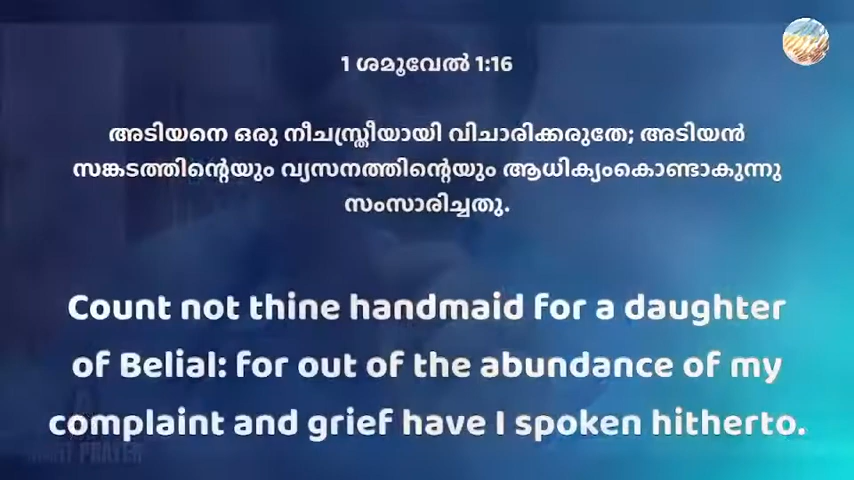 1 ശമൂവേൽ 1:16
അടിയനെ ഒരു നീചസ്ത്രീയായി വിചാരിക്കരുതേ; അടിയൻ
സങ്കടത്തിന്റെയും വ്യസനത്തിന്റെയും ആധിക്യംകൊണ്ടാകുന്നു
സംസാരിച്ചതു.
Count not thine handmaid for a daughter
of Belial: for out of the abundance of my
complaint and grief have I spoken hitherto.
PRAYER